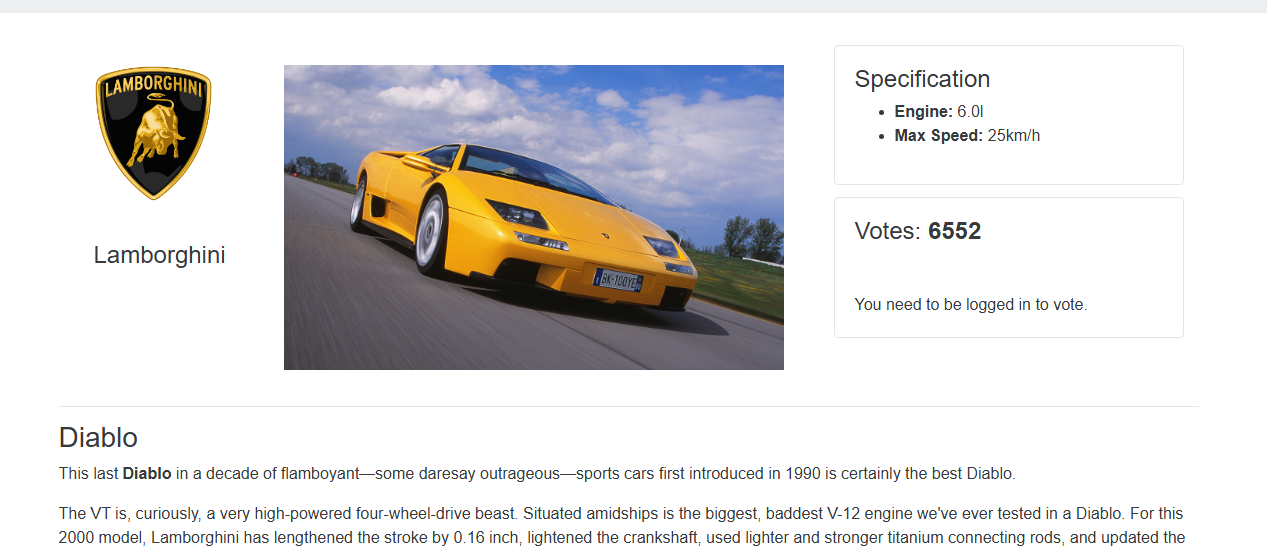 LAMBORGHINI
Lamborghini
BK-100YE
Specification
Engine: 6.0l
Max Speed: 25km/h
Votes: 6552
You need to be logged in to vote.
Diablo
This last Diablo in a decade of flamboyant—some daresay outrageous—sports cars first introduced in 1990 is certainly the best Diablo.
The VT is, curiously, a very high-powered four-wheel-drive beast. Situated amidships is the biggest, baddest V-12 engine we've ever tested in a Diablo. For this
2000 model, Lamborghini has lengthened the stroke by 0.16 inch, lightened the crankshaft, used lighter and stronger titanium connecting rods, and updated the